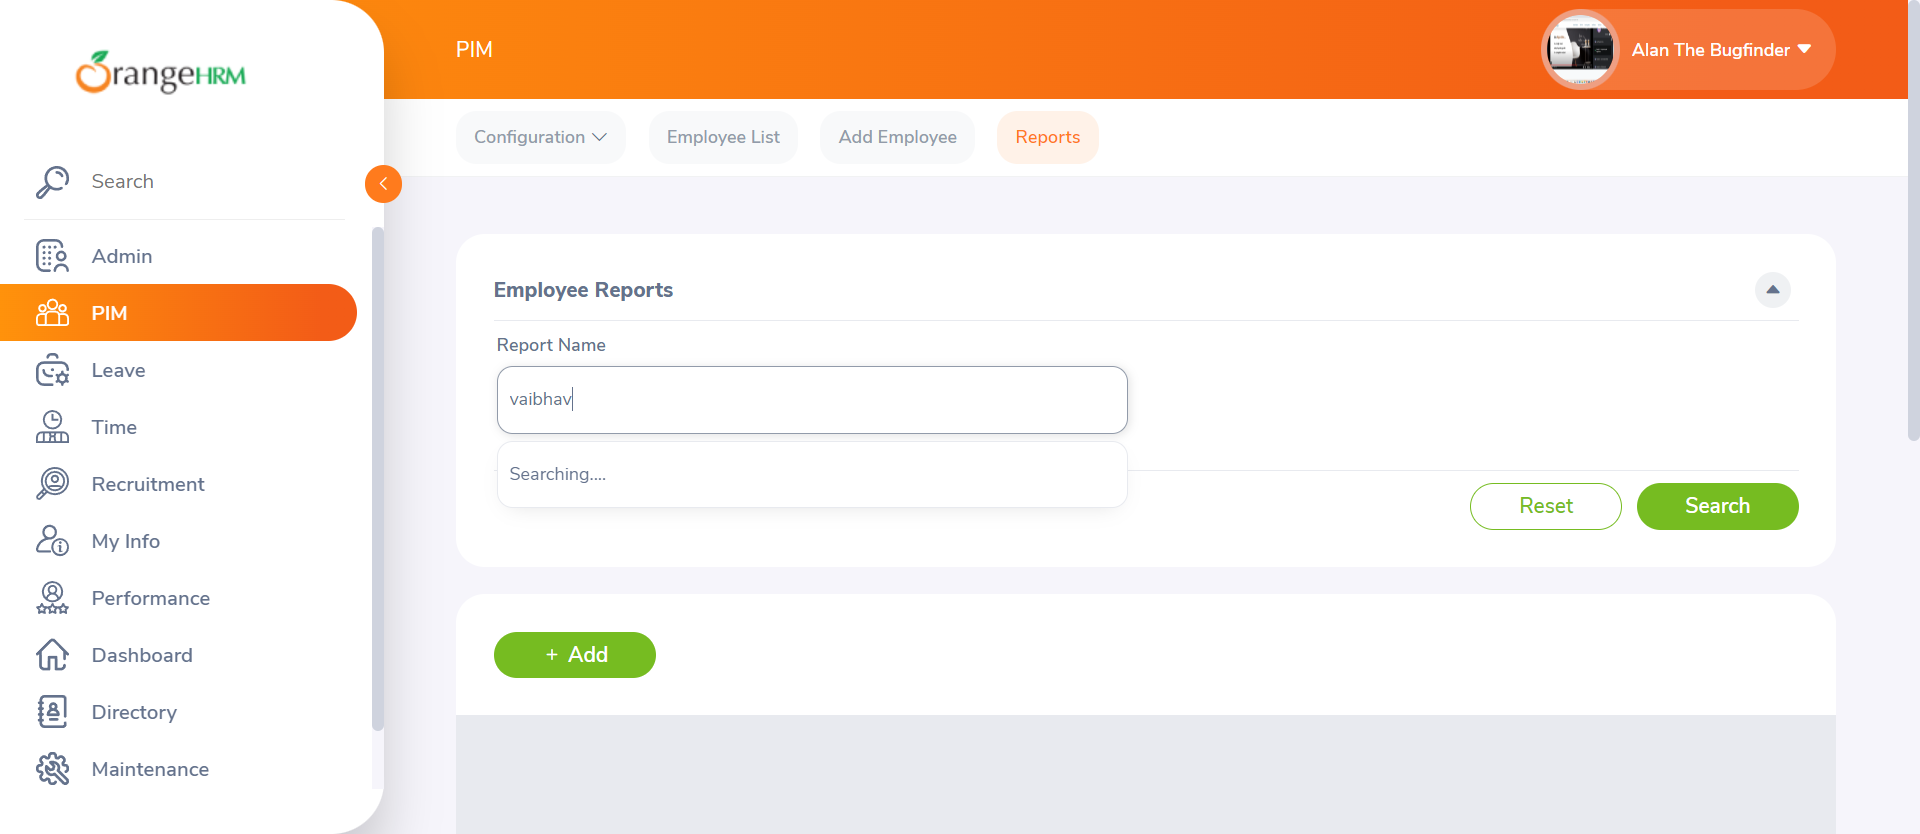 OrangeHRM
Search
Admin
PIM
Leave
Time
Recruitment
My Info
Performance
Dashboard
Directory
Maintenance
PIM
Alan The Bugfinder
Configuration
Employee List
Add Employee
Reports
Employee Reports
Report Name
vaibhav
Searching....
Reset
Search
+ Add